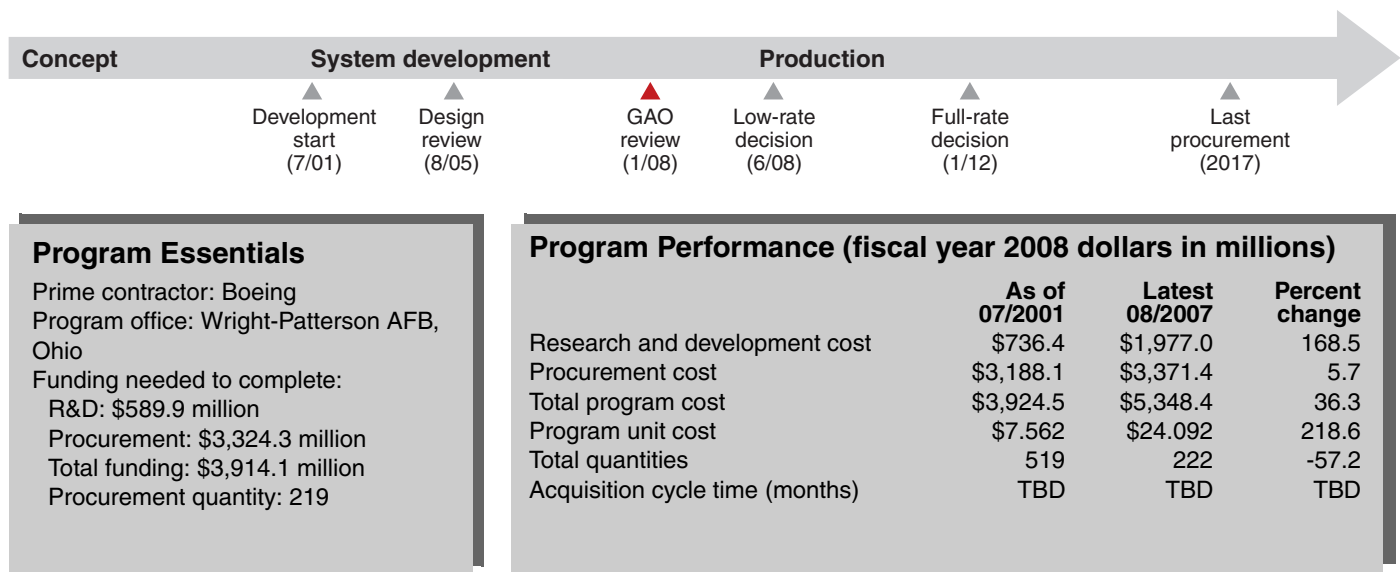 Concept System development Production
Development start (7/01)
Design review (8/05)
GAO review (1/08)
Low-rate decision (6/08)
Full-rate decision (1/12)
Last procurement (2017)
Program Essentials
Prime contractor: Boeing
Program office: Wright-Patterson AFB,
Ohio
Funding needed to complete:
R&D: $589.9 million
Procurement: $3,324.3 million
Total funding: $3,914.1 million
Procurement quantity: 219
Program Performance (fiscal year 2008 dollars in millions)
As of 07/2001 Latest 08/2007 Percent change
Research and development cost $736.4 $1,977.0 168.5
Procurement cost $3,188.1 $3,371.4 5.7
Total program cost $3,924.5 $5,348.4 36.3
Program unit cost $7.562 $24.092 218.6
Total quantities 519 222 -57.2
Acquisition cycle time (months) TBD TBD TBD